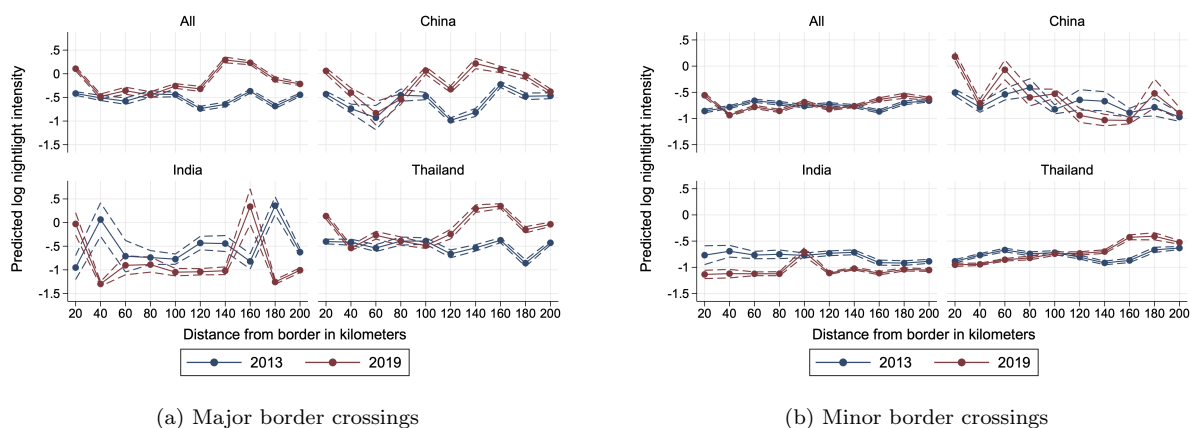 All
China
.5
0
-.5
-1
-1.5
India
Thailand
.5
0
-.5
-1
-1.5
20 40 60 80 100 120 140 160 180 200
20 40 60 80 100 120 140 160 180 200
Predicted log nightlight intensity
Distance from border in kilometers
2013
2019
(a) Major border crossings
All
China
.5
0
-.5
-1
-1.5
India
Thailand
.5
0
-.5
-1
-1.5
20 40 60 80 100 120 140 160 180 200
20 40 60 80 100 120 140 160 180 200
Predicted log nightlight intensity
Distance from border in kilometers
2013
2019
(b) Minor border crossings